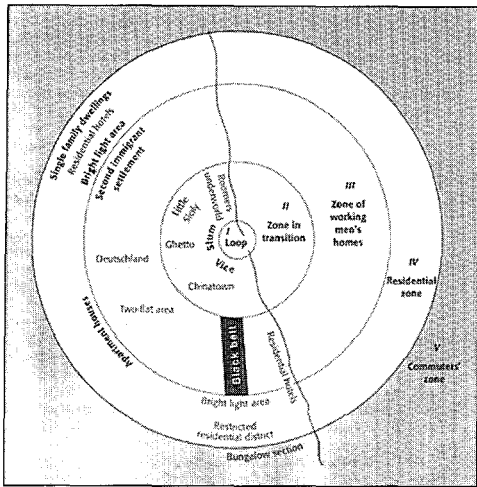 Single family dwellings
Residential hotels
Bright light area
Second immigrant
settlement
Little
Sicily
Roomers
underworld
Ghetto
Slum
I
Loop
Vice
Chinatown
II
Zone in
transition
III
Zone of
working
men's
homes
IV
Residential
zone
V
Commuters'
zone
Deutschland
Two-flat area
Apartment houses
Black belt
Residential hotels
Bright light area
Restricted
residential district
Bungalow section